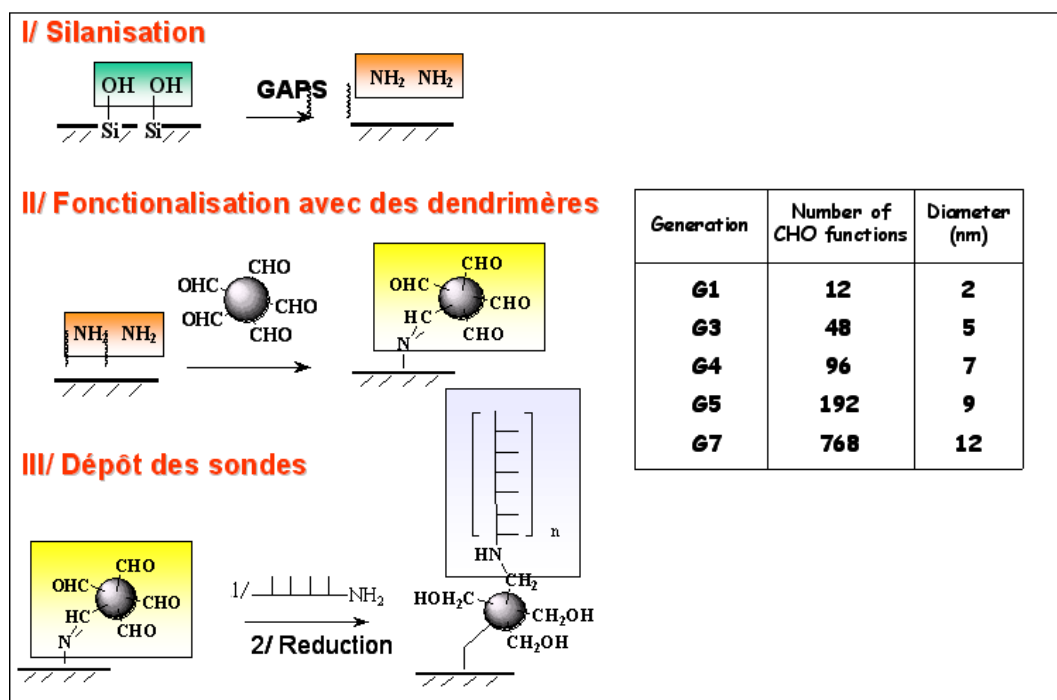 I/ Silanisation
OH OH
Si Si
GAPS
NH₂ NH₂
II/ Fonctionalisation avec des dendrimères
NH₂ NH₂
CHO
OHC
OHC
CHO
CHO
CHO
OHC
CHO
HC
CHO
N
Generation Number of CHO functions Diameter (nm)
G1 12 2
G3 48 5
G4 96 7
G5 192 9
G7 768 12
III/ Dépôt des sondes
CHO
OHC
CHO
HC
CHO
N
1/ NH₂
2/ Reduction
n
HN
CH₂
HOH₂C
CH₂OH
CH₂OH